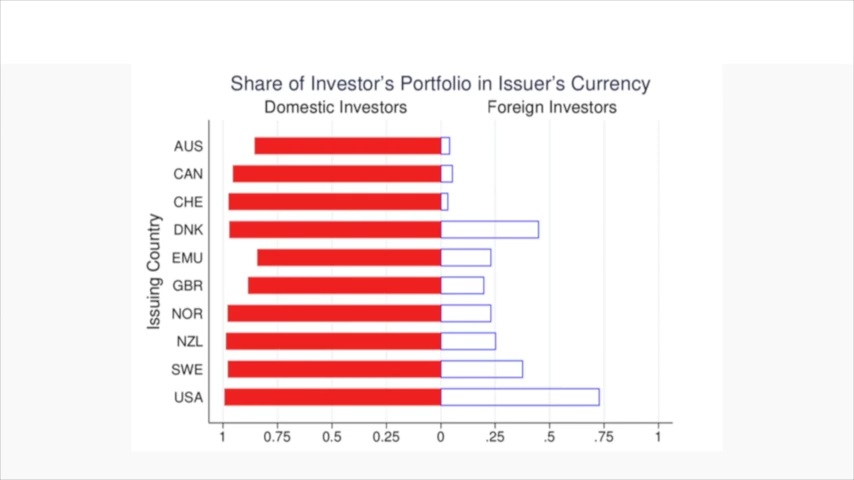 Share of Investor's Portfolio in Issuer's Currency
Domestic Investors Foreign Investors
Issuing Country
AUS
CAN
CHE
DNK
EMU
GBR
NOR
NZL
SWE
USA
1 0.75 0.5 0.25 0 .25 .5 .75 1